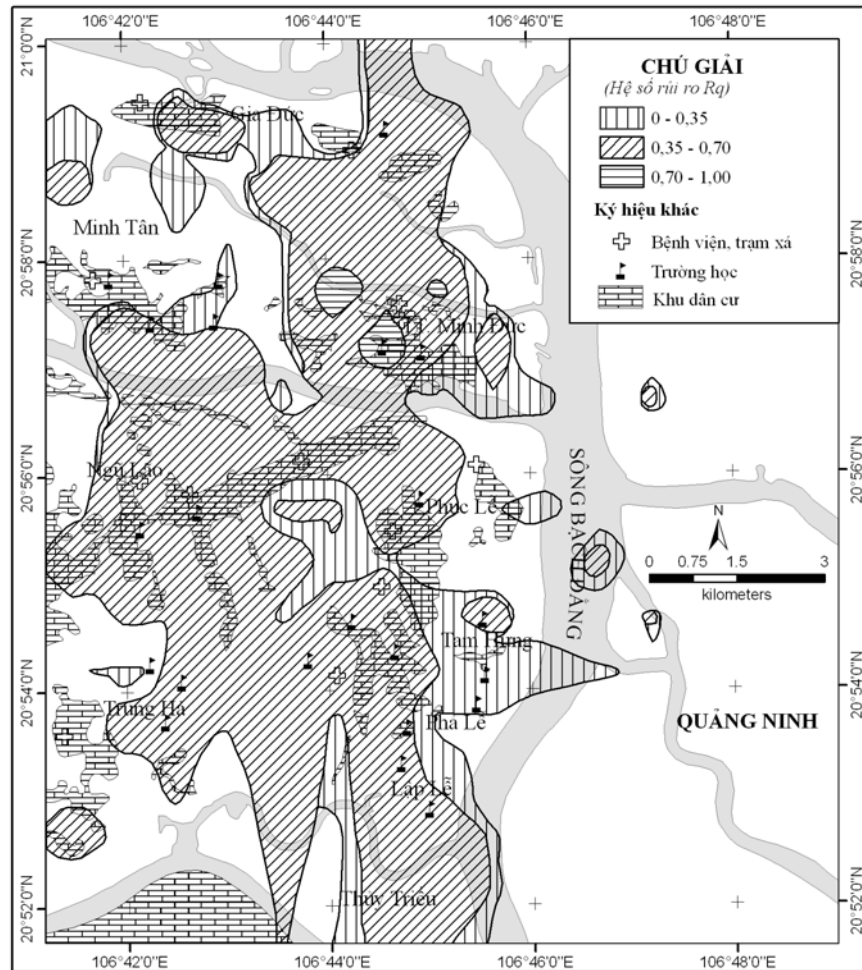 106°42'0"E 106°44'0"E 106°46'0"E 106°48'0"E
21°0'0"N
CHÚ GIẢI
(Hệ số rủi ro Rq)
0 - 0,35
0,35 - 0,70
0,70 - 1,00
Ký hiệu khác
Bệnh viện, trạm xá
Trường học
Khu dân cư
Gia Đức
Minh Tân
20°58'0"N 20°58'0"N
TT. Minh Đức
Ngũ Lão
20°56'0"N 20°56'0"N
Phục Lễ
SÔNG BẠCH ĐẰNG
N
0 0.75 1.5 3
kilometers
Tam Hưng
20°54'0"N 20°54'0"N
Trung Hà
Phả Lễ
QUẢNG NINH
Lập Lễ
Thủy Triều
20°52'0"N 20°52'0"N
106°42'0"E 106°44'0"E 106°46'0"E 106°48'0"E
21°0'0"N